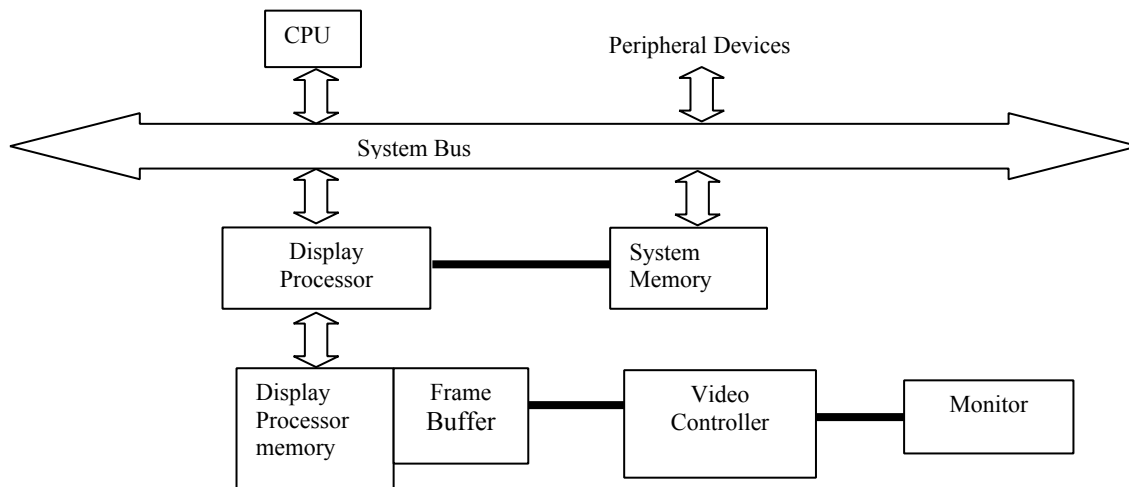 CPU
Peripheral Devices
System Bus
Display
Processor
System
Memory
Display
Processor
memory
Frame
Buffer
Video
Controller
Monitor